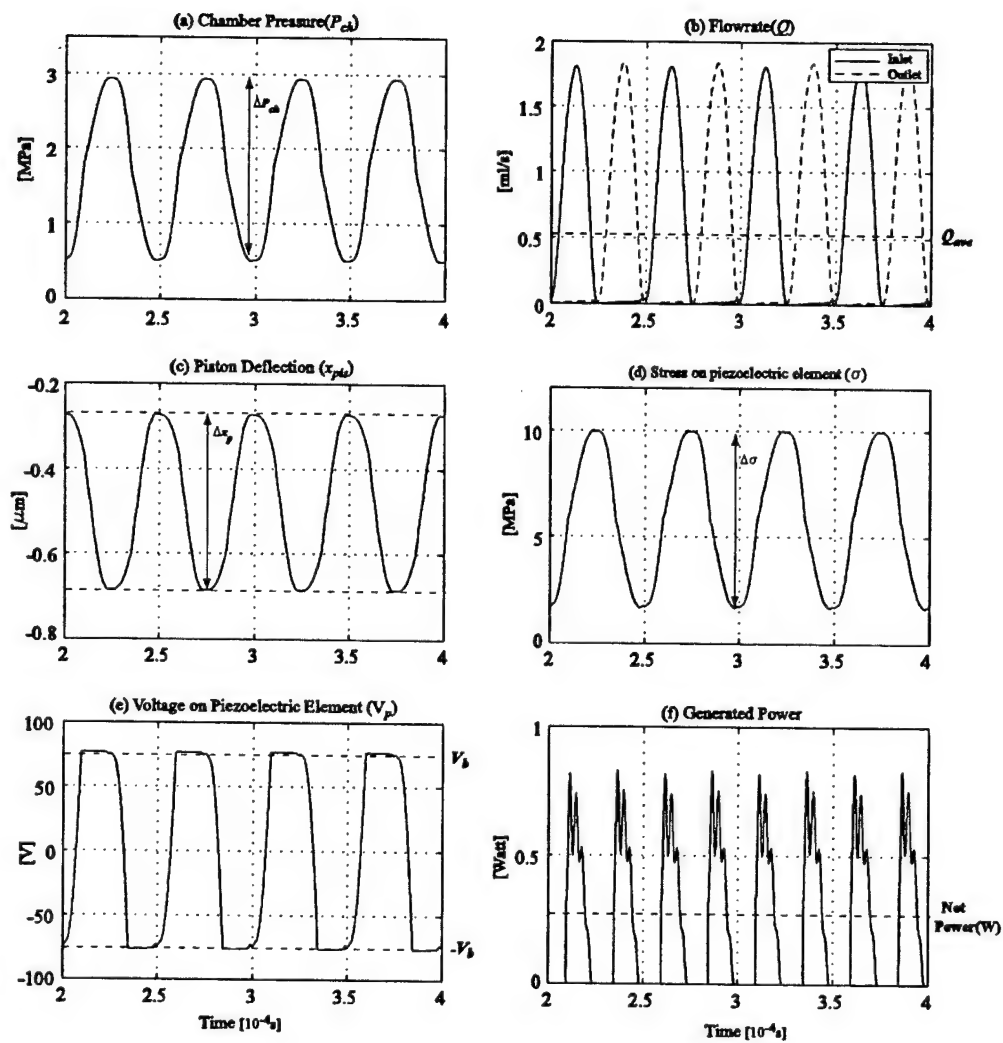 (a) Chamber Pressure(P_ch)
[MPa]
3
2
1
0
ΔP_ch
2 2.5 3 3.5 4
(b) Flowrate(Q)
[ml/s]
2
1.5
1
0.5
0
Inlet
Outlet
Q_ave
2 2.5 3 3.5 4
(c) Piston Deflection (x_pis)
[μm]
-0.2
-0.4
-0.6
-0.8
Δx_p
2 2.5 3 3.5 4
(d) Stress on piezoelectric element (σ)
[MPa]
10
5
0
Δσ
2 2.5 3 3.5 4
(e) Voltage on Piezoelectric Element (V_p)
[V]
100
50
0
-50
-100
V_b
-V_b
2 2.5 3 3.5 4
Time [10⁻⁴s]
(f) Generated Power
[Watt]
1
0.5
0
Net
Power(W)
2 2.5 3 3.5 4
Time [10⁻⁴s]